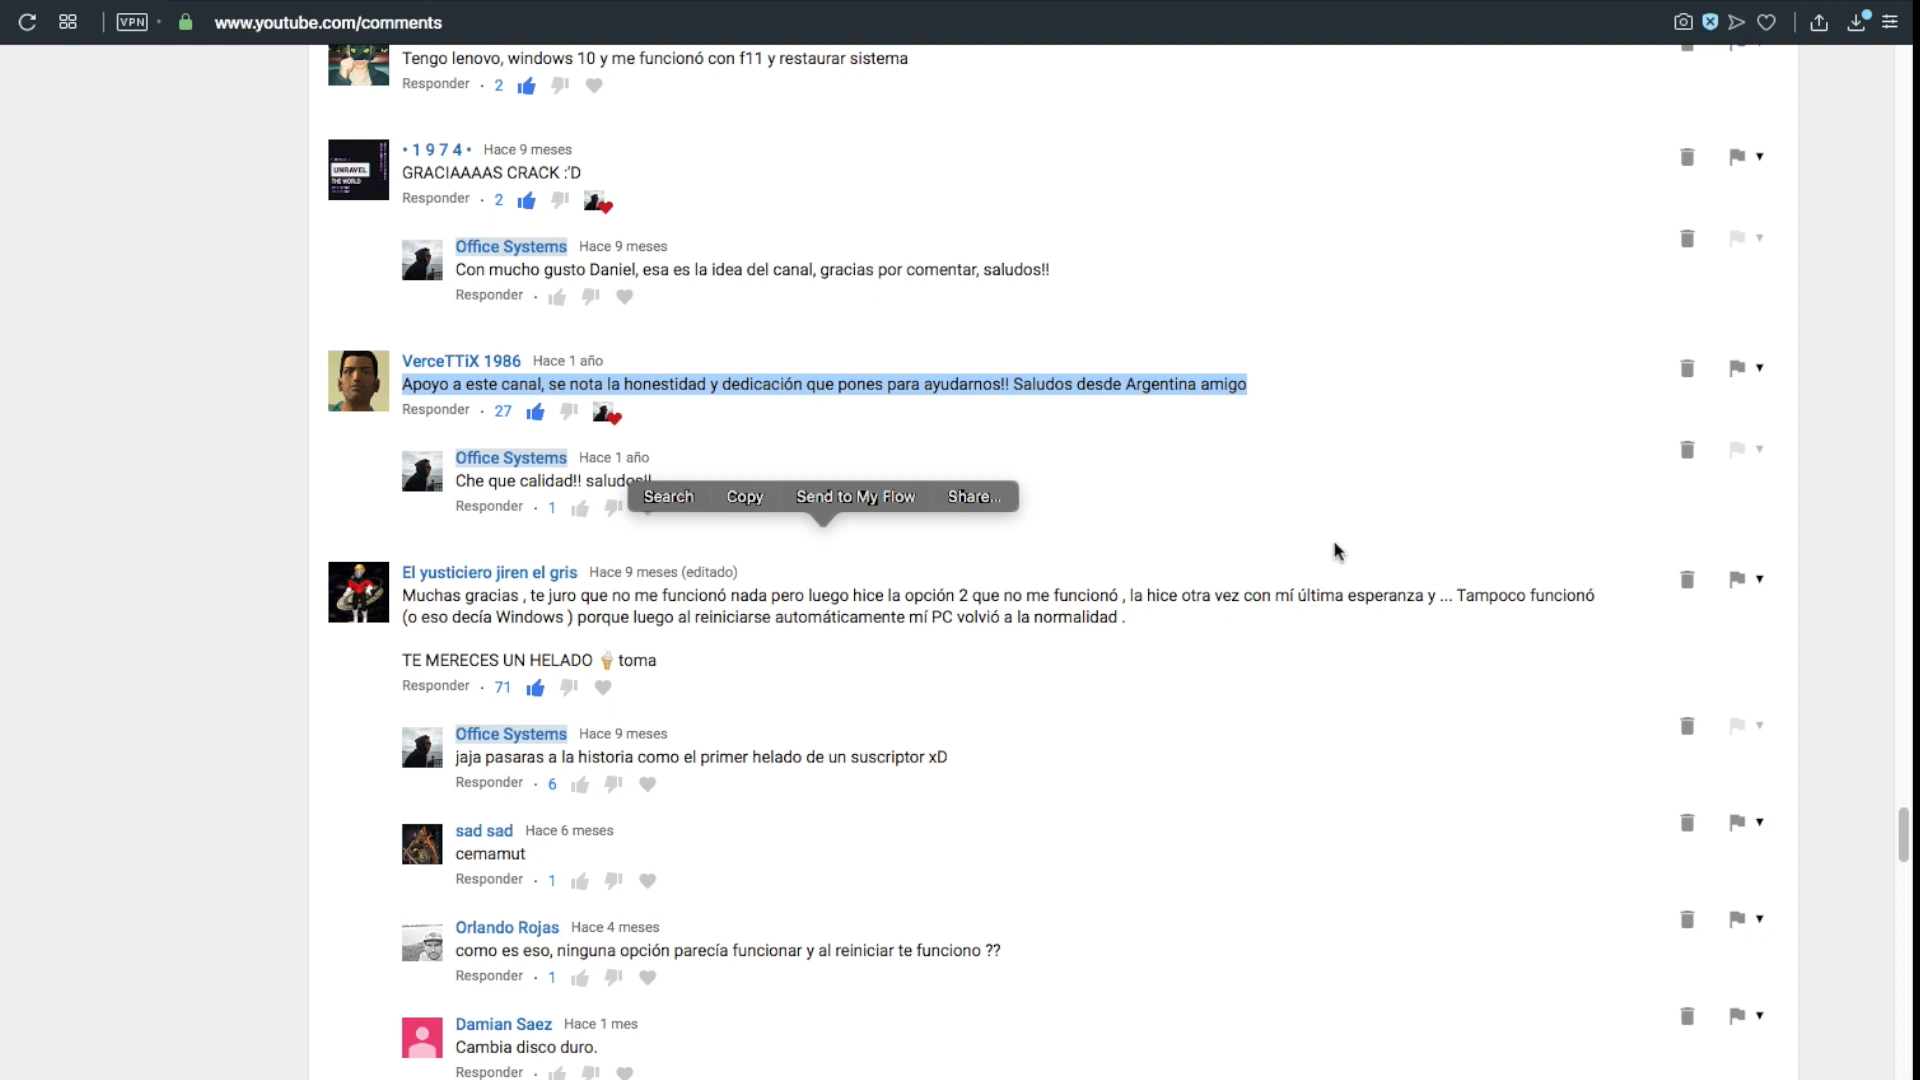 VPN
www.youtube.com/comments
Tengo lenovo, windows 10 y me funcionó con f11 y restaurar sistema
Responder · 2
• 1 9 7 4 • Hace 9 meses
UNRAVEL
THE WORLD
GRACIAAAAS CRACK :'D
Responder · 2
Office Systems Hace 9 meses
Con mucho gusto Daniel, esa es la idea del canal, gracias por comentar, saludos!!
Responder ·
VerceTTiX 1986 Hace 1 año
Apoyo a este canal, se nota la honestidad y dedicación que pones para ayudarnos!! Saludos desde Argentina amigo
Responder · 27
Office Systems Hace 1 año
Che que calidad!! saludos!!
Search Copy Send to My Flow Share...
Responder · 1
El yusticiero jiren el gris Hace 9 meses (editado)
Muchas gracias , te juro que no me funcionó nada pero luego hice la opción 2 que no me funcionó , la hice otra vez con mí última esperanza y ... Tampoco funcionó
(o eso decía Windows ) porque luego al reiniciarse automáticamente mí PC volvió a la normalidad .
TE MERECES UN HELADO 🍦 toma
Responder · 71
Office Systems Hace 9 meses
jaja pasaras a la historia como el primer helado de un suscriptor xD
Responder · 6
sad sad Hace 6 meses
cemamut
Responder · 1
Orlando Rojas Hace 4 meses
como es eso, ninguna opción parecía funcionar y al reiniciar te funciono ??
Responder · 1
Damian Saez Hace 1 mes
Cambia disco duro.
Responder ·